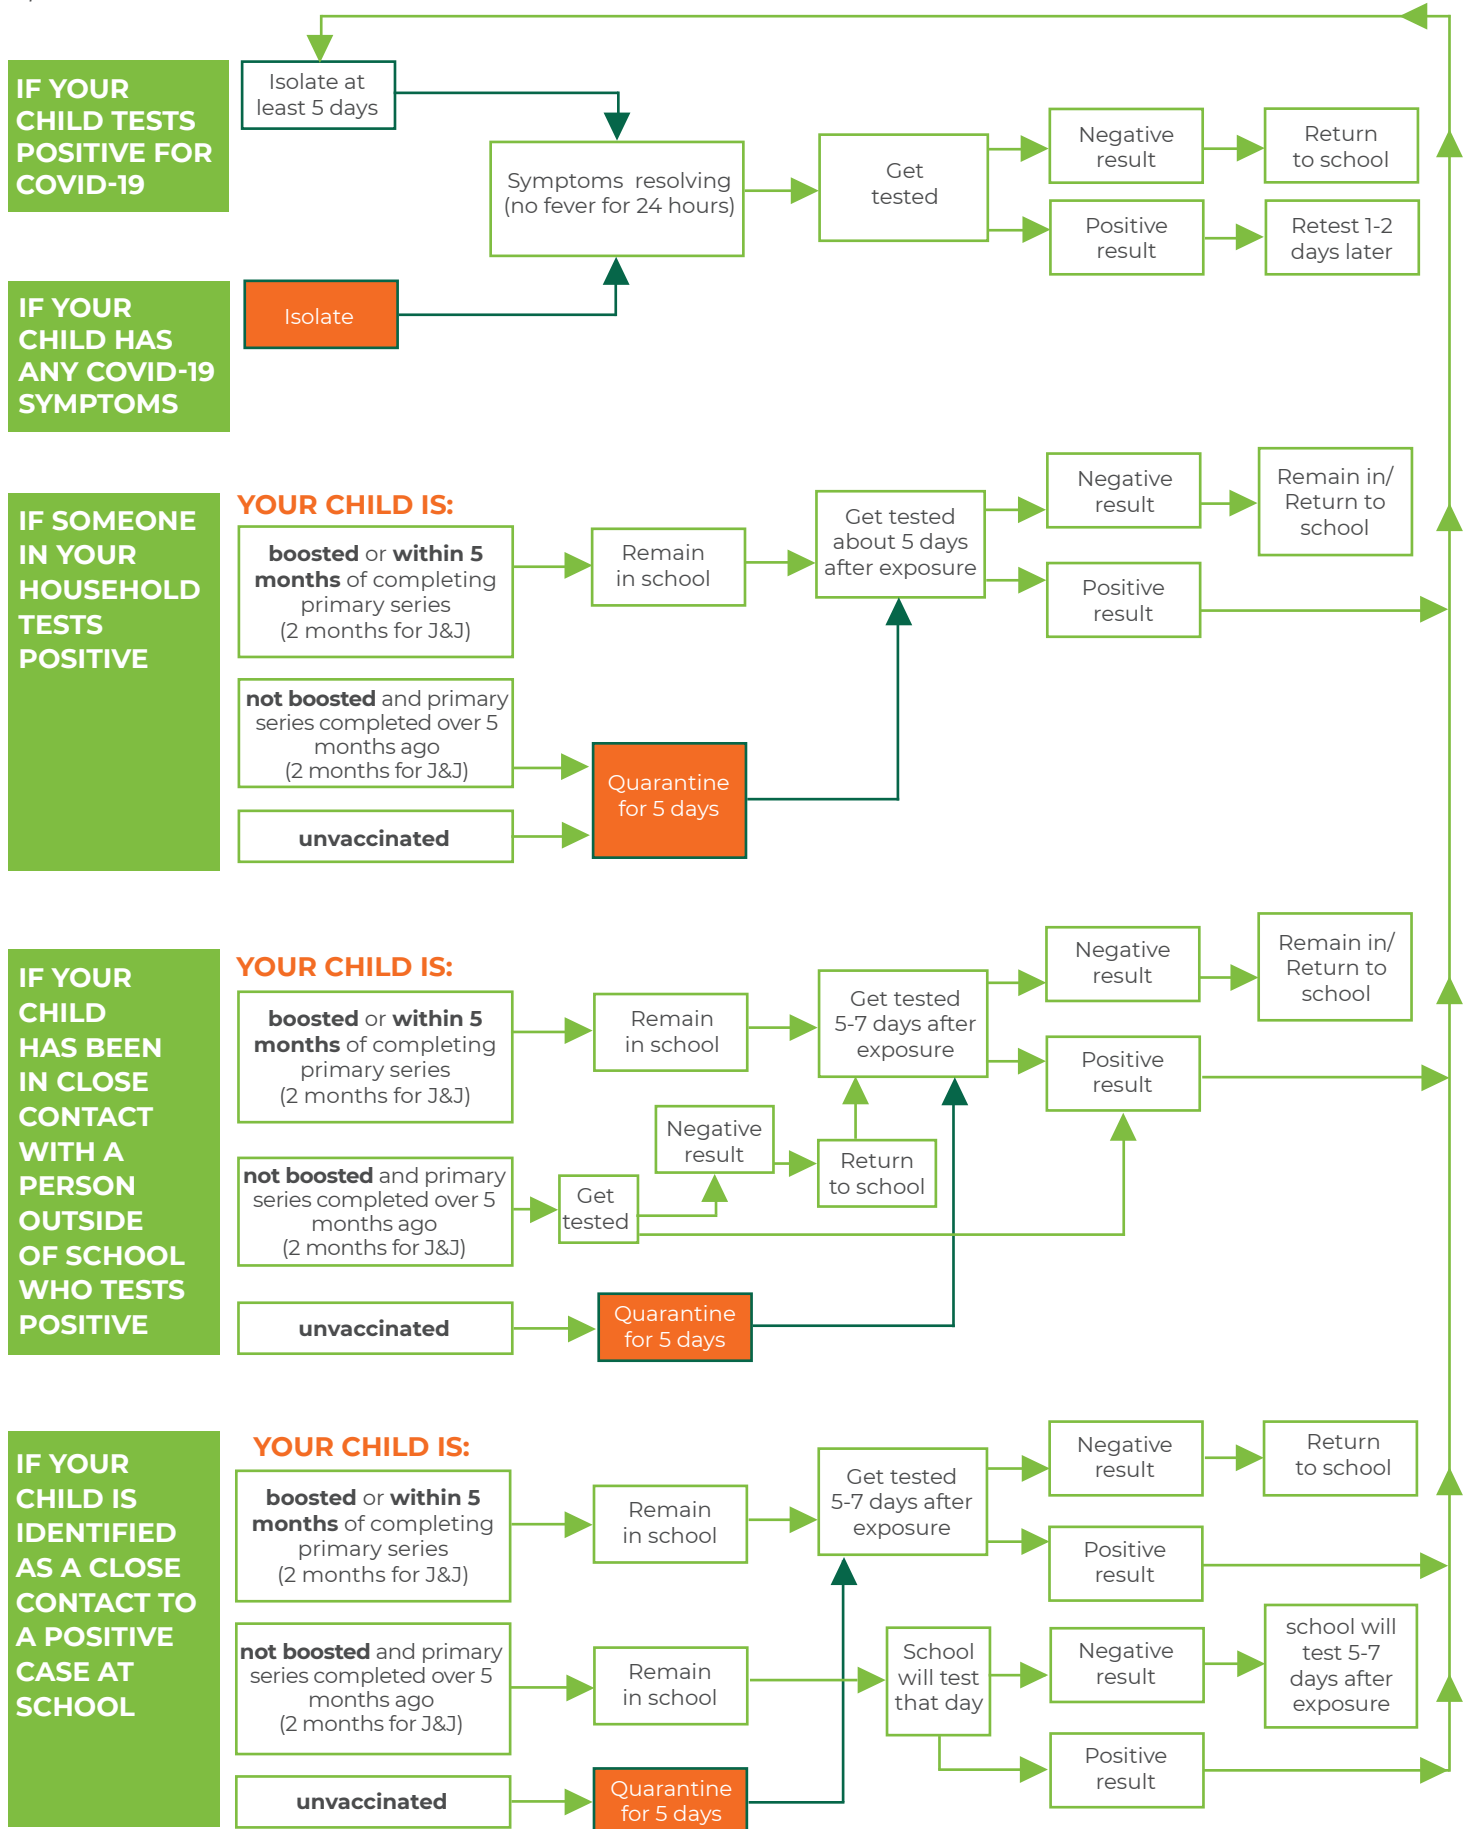 IF YOUR
CHILD TESTS
POSITIVE FOR
COVID-19
Isolate at
least 5 days
Symptoms resolving
(no fever for 24 hours)
Get
tested
Negative
result
Return
to school
Positive
result
Retest 1-2
days later
IF YOUR
CHILD HAS
ANY COVID-19
SYMPTOMS
Isolate
IF SOMEONE
IN YOUR
HOUSEHOLD
TESTS
POSITIVE
YOUR CHILD IS:
boosted or within 5
months of completing
primary series
(2 months for J&J)
Remain
in school
Get tested
about 5 days
after exposure
Negative
result
Remain in/
Return to
school
Positive
result
not boosted and primary
series completed over 5
months ago
(2 months for J&J)
unvaccinated
Quarantine
for 5 days
IF YOUR
CHILD
HAS BEEN
IN CLOSE
CONTACT
WITH A
PERSON
OUTSIDE
OF SCHOOL
WHO TESTS
POSITIVE
YOUR CHILD IS:
boosted or within 5
months of completing
primary series
(2 months for J&J)
Remain
in school
Get tested
5-7 days after
exposure
Negative
result
Remain in/
Return to
school
Positive
result
not boosted and primary
series completed over 5
months ago
(2 months for J&J)
Get
tested
Negative
result
Return
to school
unvaccinated
Quarantine
for 5 days
IF YOUR
CHILD IS
IDENTIFIED
AS A CLOSE
CONTACT TO
A POSITIVE
CASE AT
SCHOOL
YOUR CHILD IS:
boosted or within 5
months of completing
primary series
(2 months for J&J)
Remain
in school
Get tested
5-7 days after
exposure
Negative
result
Return
to school
Positive
result
not boosted and primary
series completed over 5
months ago
(2 months for J&J)
Remain
in school
School
will test
that day
Negative
result
school will
test 5-7
days after
exposure
Positive
result
unvaccinated
Quarantine
for 5 days